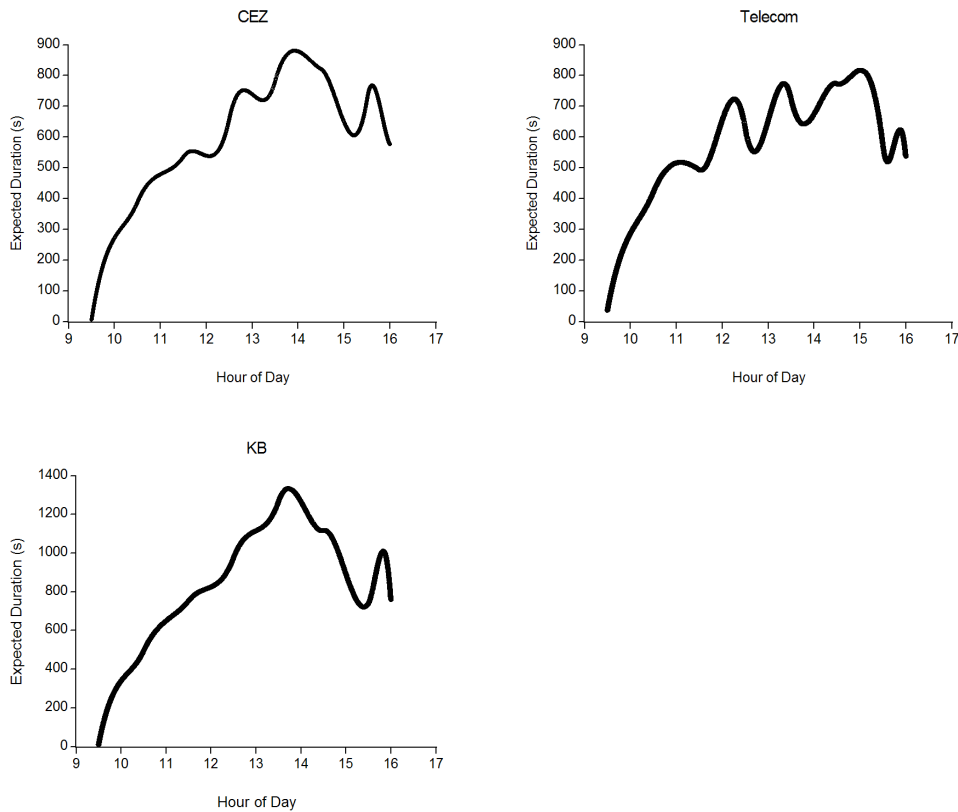 CEZ
Expected Duration (s)
900
800
700
600
500
400
300
200
100
0
9 10 11 12 13 14 15 16 17
Hour of Day
Telecom
Expected Duration (s)
900
800
700
600
500
400
300
200
100
0
9 10 11 12 13 14 15 16 17
Hour of Day
KB
Expected Duration (s)
1400
1200
1000
800
600
400
200
0
9 10 11 12 13 14 15 16 17
Hour of Day